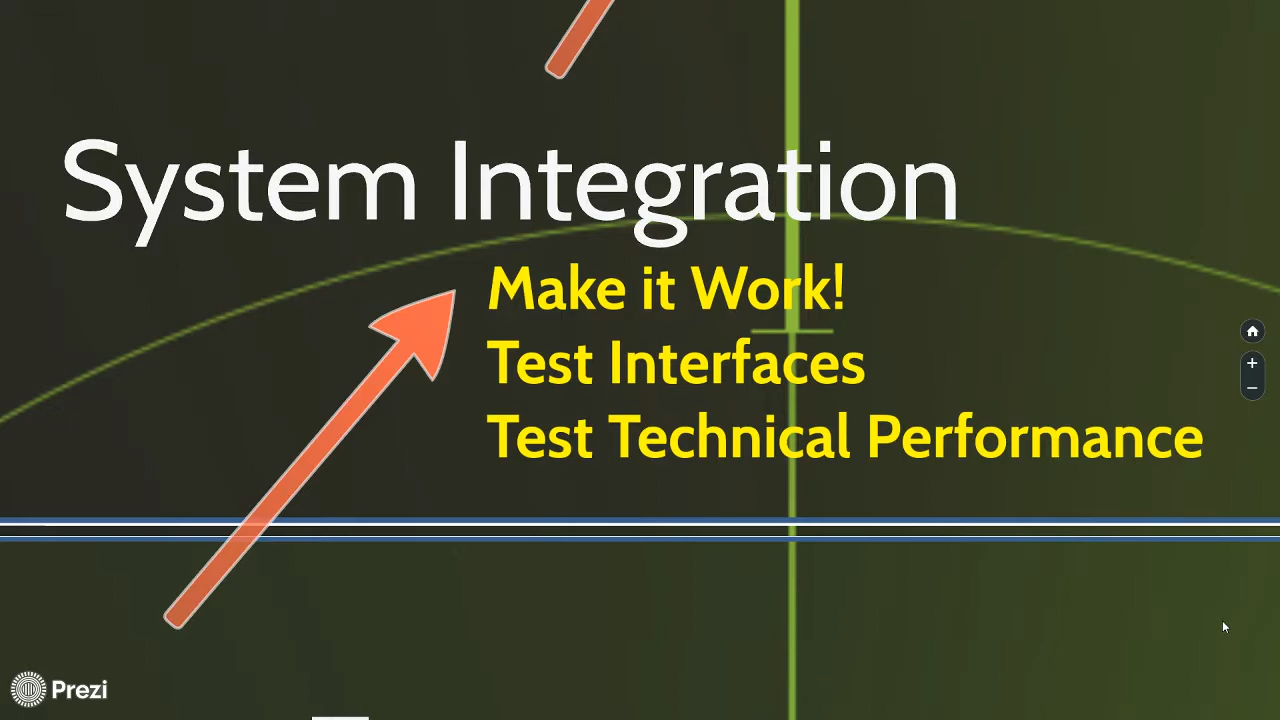 System Integration
Make it Work!
Test Interfaces
Test Technical Performance
Prezi